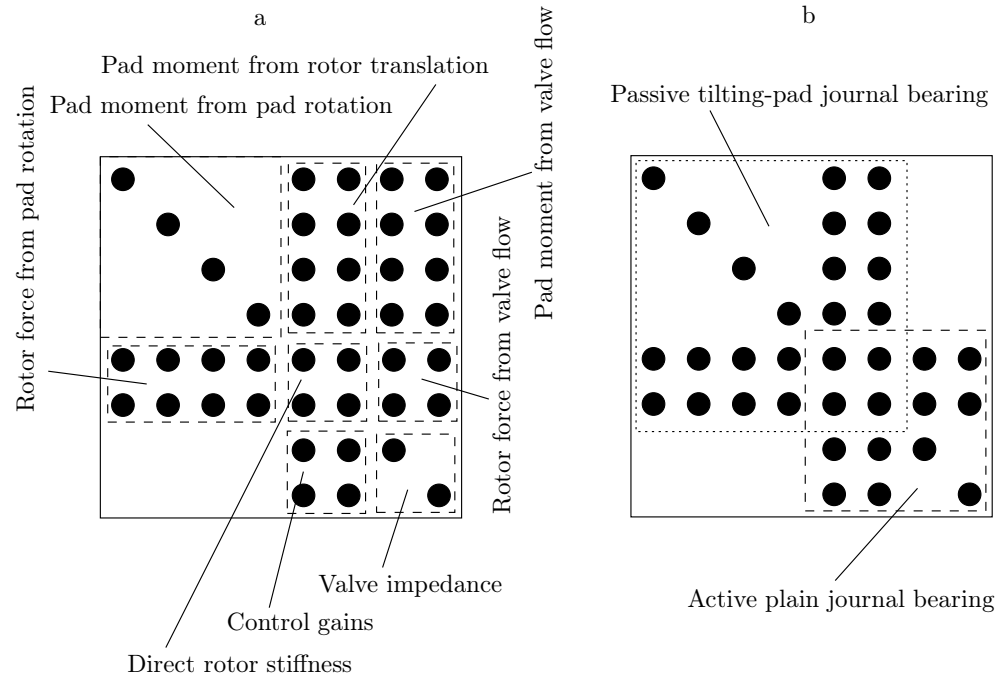 a
Pad moment from rotor translation
Pad moment from pad rotation
Rotor force from pad rotation
Pad moment from valve flow
Rotor force from valve flow
Valve impedance
Control gains
Direct rotor stiffness
b
Passive tilting-pad journal bearing
Active plain journal bearing